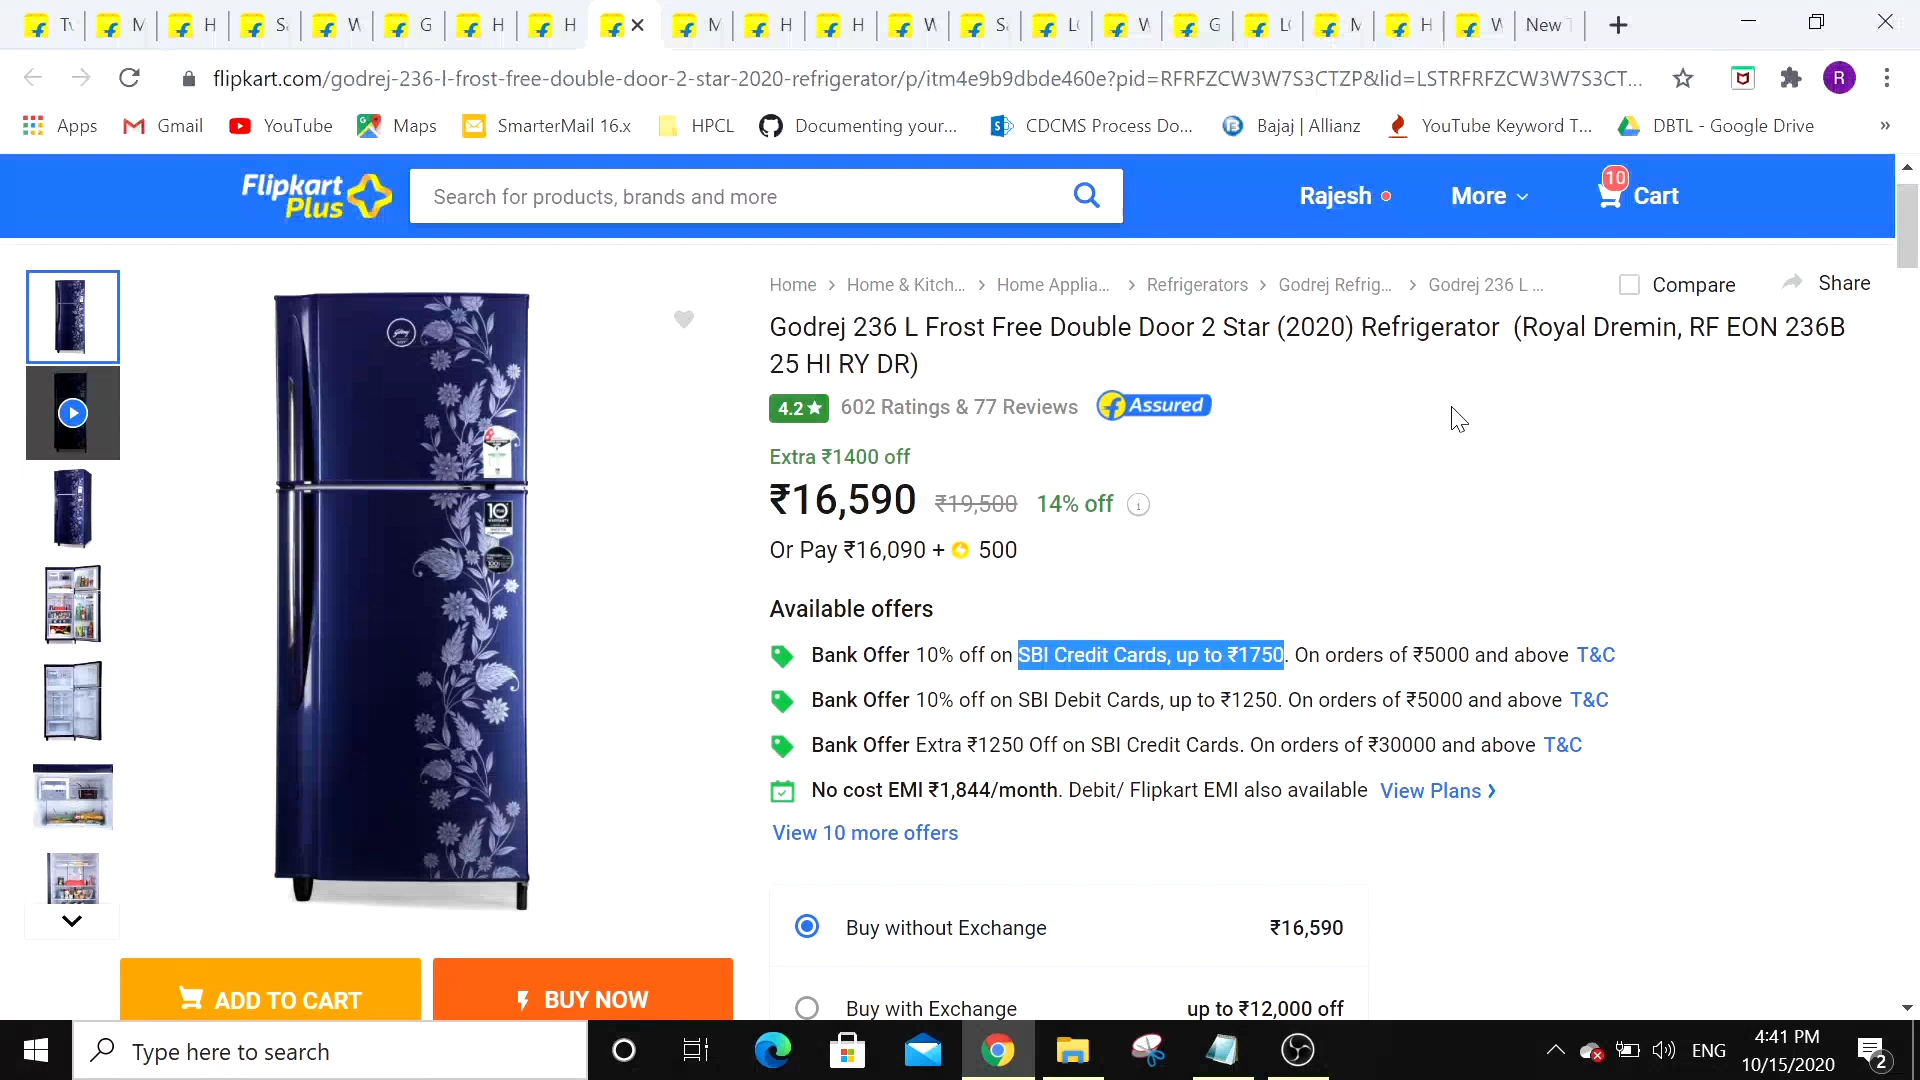 flipkart.com/godrej-236-l-frost-free-double-door-2-star-2020-refrigerator/p/itm4e9b9dbde460e?pid=RFRFZCW3W7S3CTZP&lid=LSTRFRFZCW3W7S3CT...
R
Apps Gmail YouTube Maps SmarterMail 16.x HPCL Documenting your... CDCMS Process Do... Bajaj | Allianz YouTube Keyword T... DBTL - Google Drive »
Flipkart Plus
Search for products, brands and more
Rajesh More 10 Cart
Home > Home & Kitch... > Home Applia... > Refrigerators > Godrej Refrig... > Godrej 236 L ...
Compare Share
Godrej 236 L Frost Free Double Door 2 Star (2020) Refrigerator (Royal Dremin, RF EON 236B
25 HI RY DR)
4.2★ 602 Ratings & 77 Reviews Assured
Extra ₹1400 off
₹16,590 ₹19,500 14% off i
Or Pay ₹16,090 + 500
Available offers
Bank Offer 10% off on SBI Credit Cards, up to ₹1750. On orders of ₹5000 and above T&C
Bank Offer 10% off on SBI Debit Cards, up to ₹1250. On orders of ₹5000 and above T&C
Bank Offer Extra ₹1250 Off on SBI Credit Cards. On orders of ₹30000 and above T&C
No cost EMI ₹1,844/month. Debit/ Flipkart EMI also available View Plans >
View 10 more offers
Buy without Exchange ₹16,590
Buy with Exchange up to ₹12,000 off
ADD TO CART BUY NOW
Type here to search
ENG
4:41 PM
10/15/2020
2